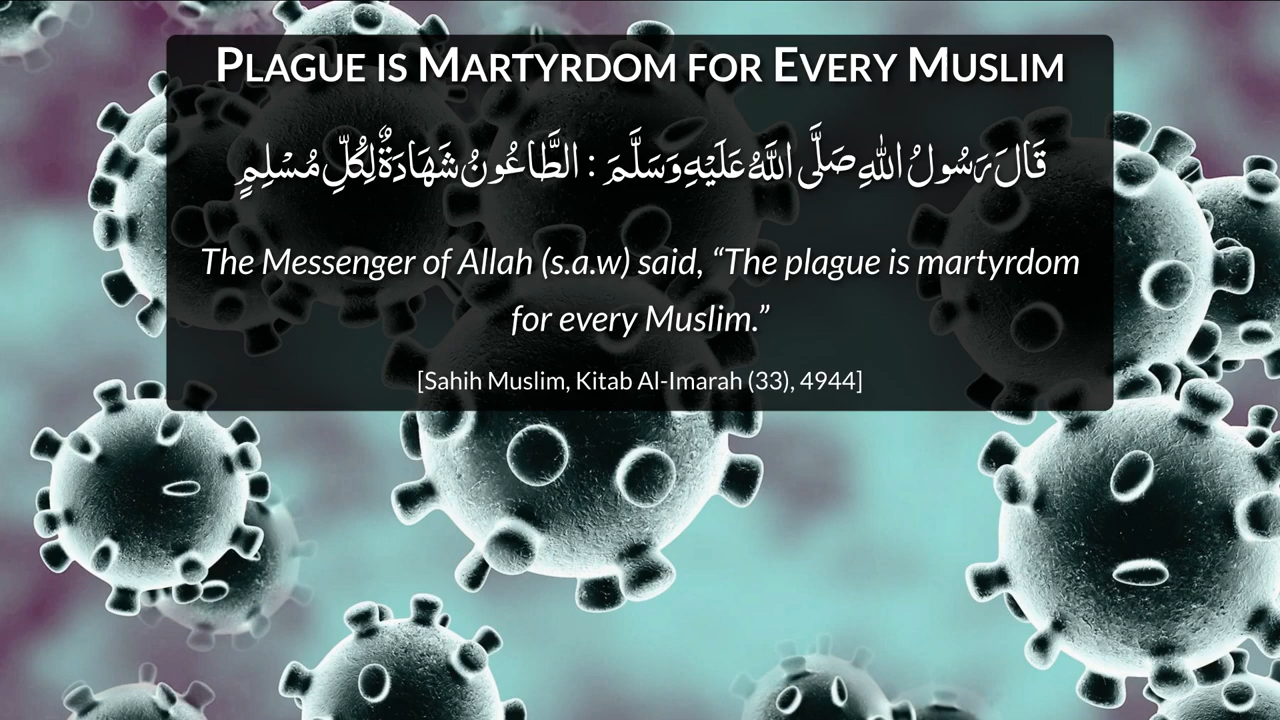 Plague is Martyrdom for Every Muslim
قَالَ رَسُولُ اللهِ صَلَّى اللَّهُ عَلَيْهِ وَسَلَّمَ : الطَّاعُونُ شَهَادَةٌ لِكُلِّ مُسْلِمٍ
The Messenger of Allah (s.a.w) said, “The plague is martyrdom
for every Muslim.”
[Sahih Muslim, Kitab Al-Imarah (33), 4944]